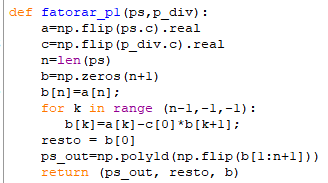 def fatorar_p1(ps,p_div):
    a=np.flip(ps.c).real
    c=np.flip(p_div.c).real
    n=len(ps)
    b=np.zeros(n+1)
    b[n]=a[n];
    for k in range (n-1,-1,-1):
        b[k]=a[k]-c[0]*b[k+1];
    resto = b[0]
    ps_out=np.poly1d(np.flip(b[1:n+1]))
    return (ps_out, resto, b)